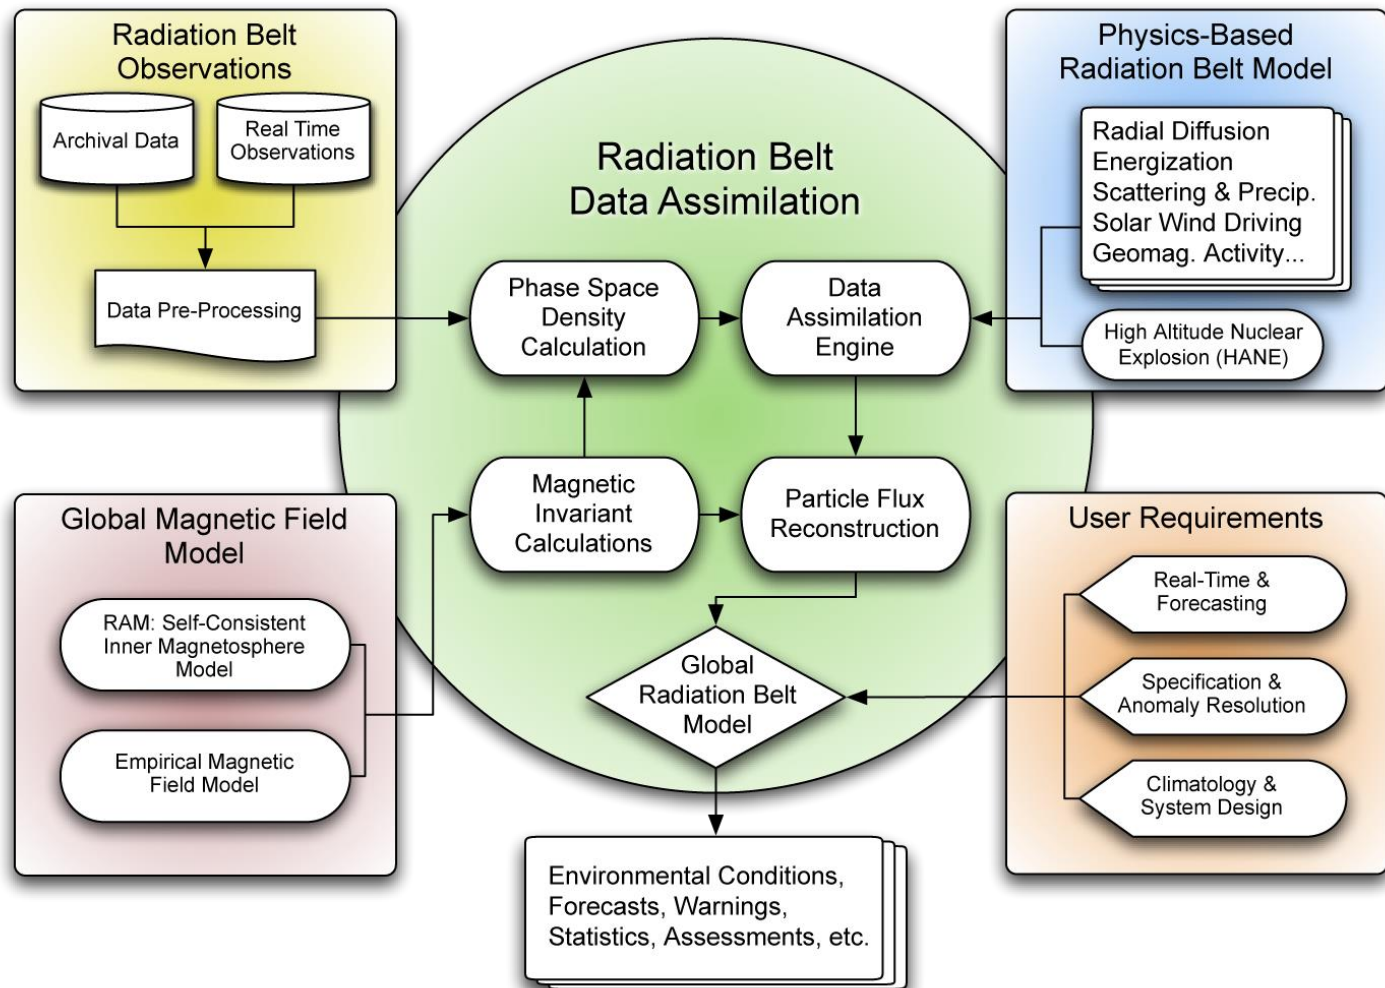 Radiation Belt
Observations
Archival Data
Real Time
Observations
Data Pre-Processing
Radiation Belt
Data Assimilation
Phase Space
Density
Calculation
Data
Assimilation
Engine
Magnetic
Invariant
Calculations
Particle Flux
Reconstruction
Global
Radiation Belt
Model
Physics-Based
Radiation Belt Model
Radial Diffusion
Energization
Scattering & Precip.
Solar Wind Driving
Geomag. Activity...
High Altitude Nuclear
Explosion (HANE)
Global Magnetic Field
Model
RAM: Self-Consistent
Inner Magnetosphere
Model
Empirical Magnetic
Field Model
User Requirements
Real-Time &
Forecasting
Specification &
Anomaly Resolution
Climatology &
System Design
Environmental Conditions,
Forecasts, Warnings,
Statistics, Assessments, etc.